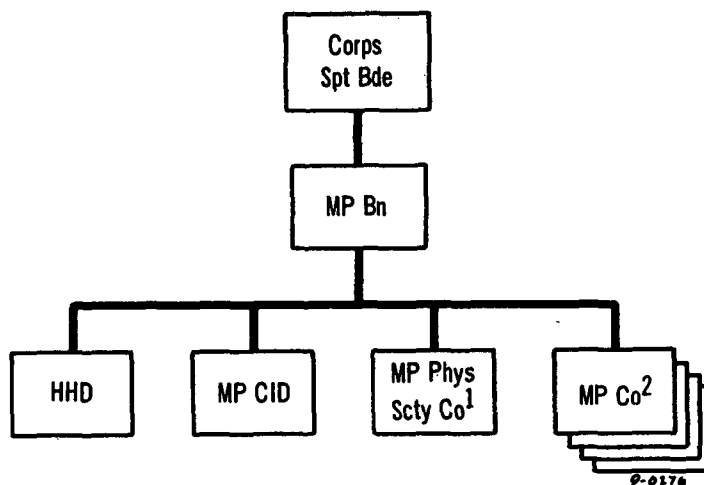 Corps
Spt Bde
MP Bn
HHD
MP CID
MP Phys
Scty Co¹
MP Co²
9-0176